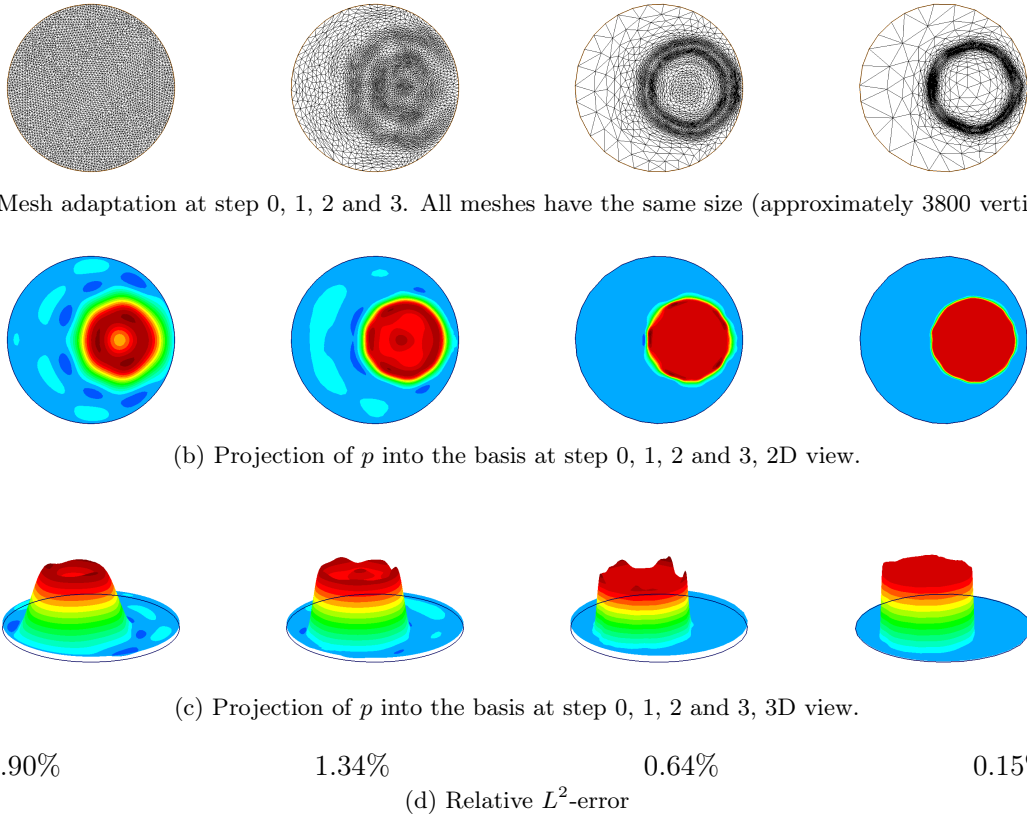 Mesh adaptation at step 0, 1, 2 and 3. All meshes have the same size (approximately 3800
(b) Projection of p into the basis at step 0, 1, 2 and 3, 2D view.
(c) Projection of p into the basis at step 0, 1, 2 and 3, 3D view.
.90% 1.34% 0.64% 0.15
(d) Relative L²-error